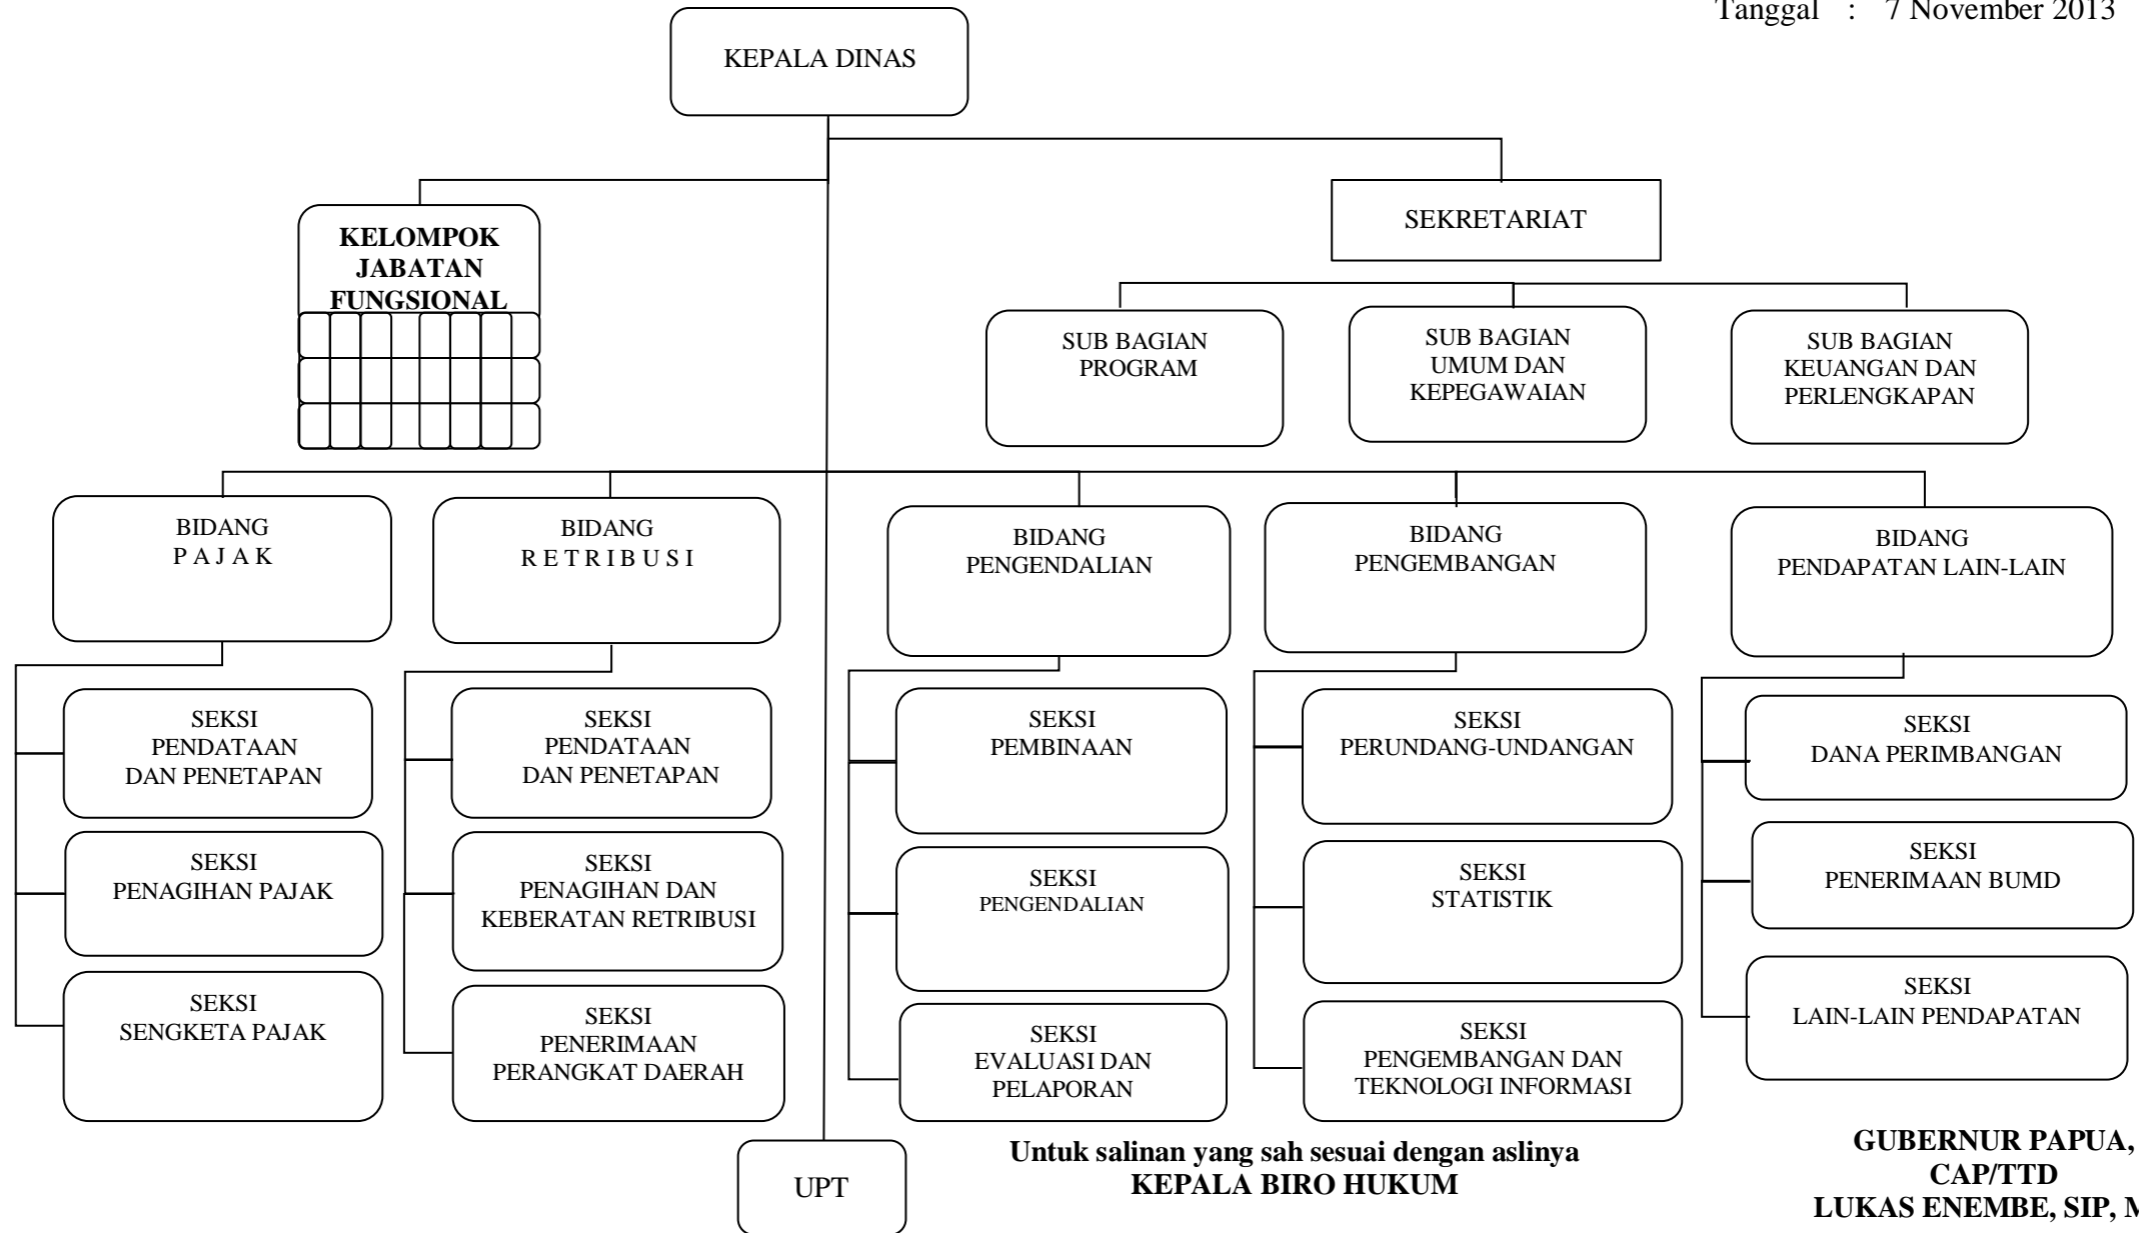 Tanggal : 7 November 2013
KEPALA DINAS
KELOMPOK
JABATAN
FUNGSIONAL
SEKRETARIAT
SUB BAGIAN
PROGRAM
SUB BAGIAN
UMUM DAN
KEPEGAWAIAN
SUB BAGIAN
KEUANGAN DAN
PERLENGKAPAN
BIDANG
P A J A K
BIDANG
R E T R I B U S I
BIDANG
PENGENDALIAN
BIDANG
PENGEMBANGAN
BIDANG
PENDAPATAN LAIN-LAIN
SEKSI
PENDATAAN
DAN PENETAPAN
SEKSI
PENDATAAN
DAN PENETAPAN
SEKSI
PEMBINAAN
SEKSI
PERUNDANG-UNDANGAN
SEKSI
DANA PERIMBANGAN
SEKSI
PENAGIHAN PAJAK
SEKSI
PENAGIHAN DAN
KEBERATAN RETRIBUSI
SEKSI
PENGENDALIAN
SEKSI
STATISTIK
SEKSI
PENERIMAAN BUMD
SEKSI
SENGKETA PAJAK
SEKSI
PENERIMAAN
PERANGKAT DAERAH
SEKSI
EVALUASI DAN
PELAPORAN
SEKSI
PENGEMBANGAN DAN
TEKNOLOGI INFORMASI
SEKSI
LAIN-LAIN PENDAPATAN
UPT
Untuk salinan yang sah sesuai dengan aslinya
KEPALA BIRO HUKUM
GUBERNUR PAPUA,
CAP/TTD
LUKAS ENEMBE, SIP,